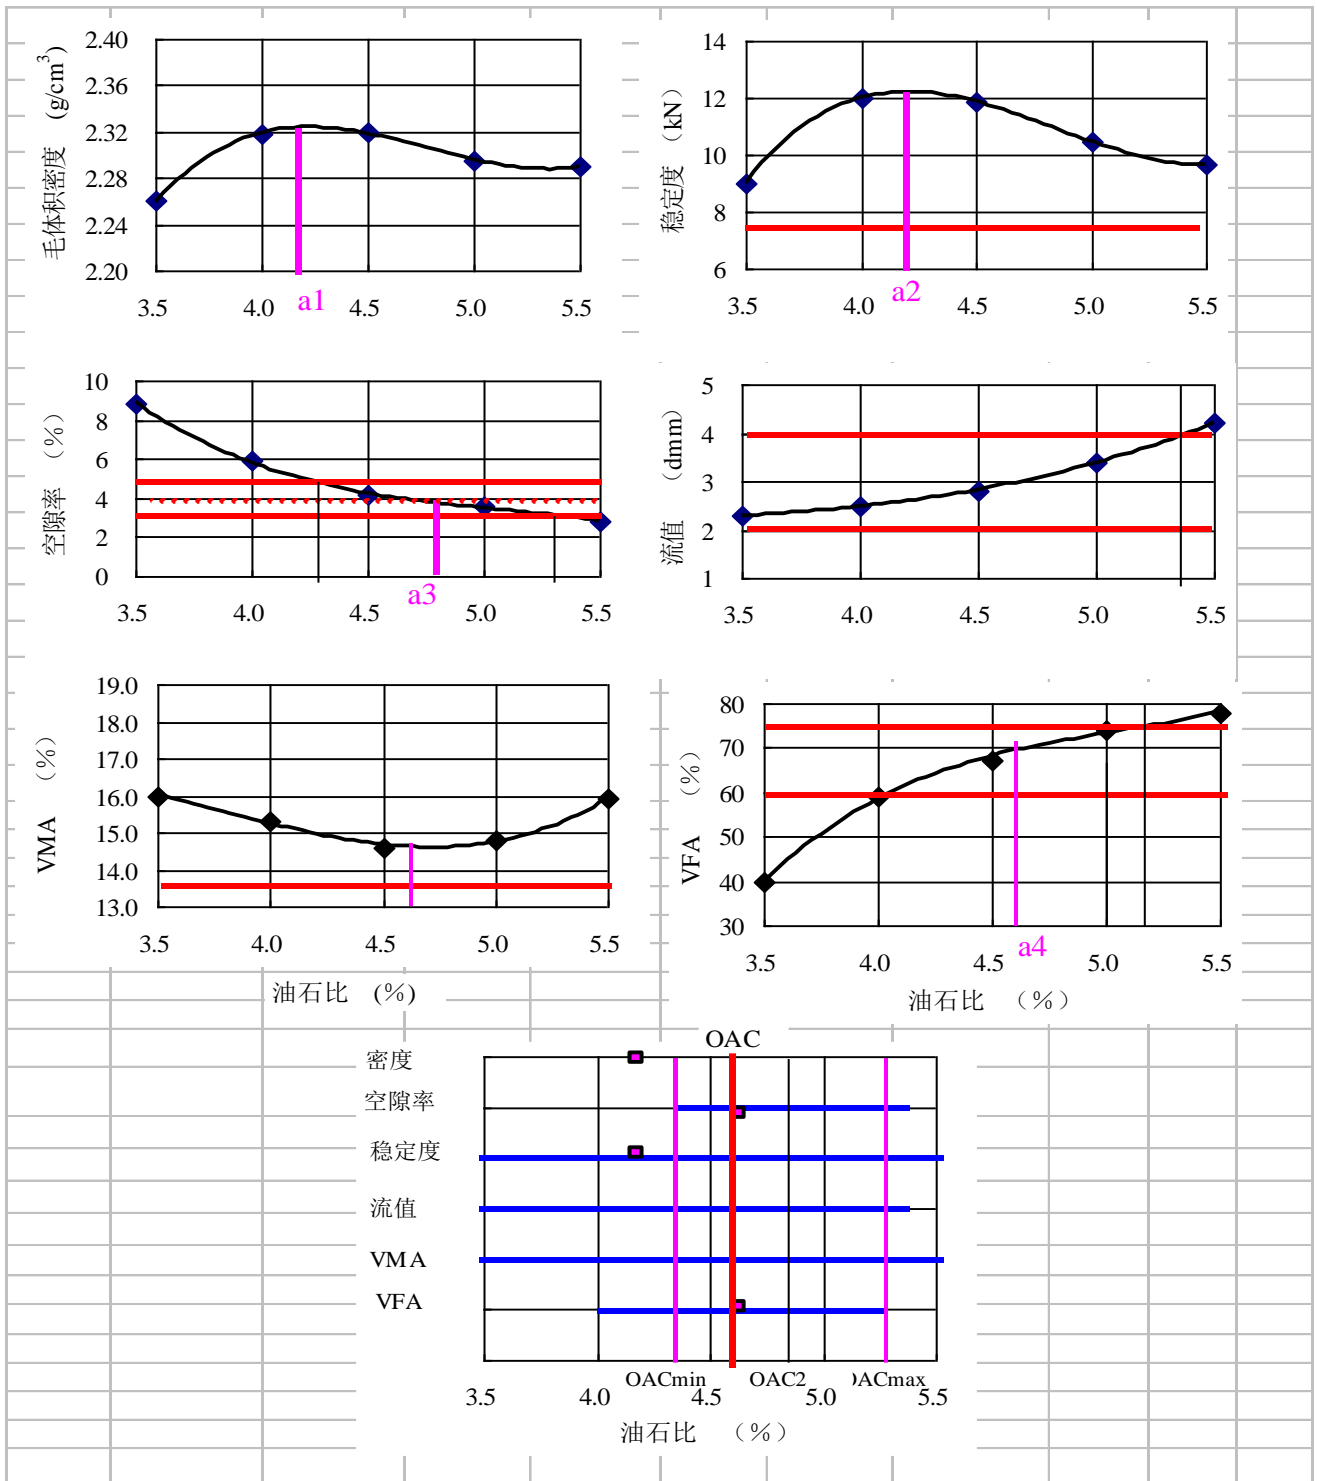 毛体积密度 (g/cm³)
2.40
2.36
2.32
2.28
2.24
2.20
3.5 4.0 a1 4.5 5.0 5.5
稳定度 （kN）
14
12
10
8
6
3.5 4.0 a2 4.5 5.0 5.5
空隙率 （%）
10
8
6
4
2
0
a3
3.5 4.0 4.5 5.0 5.5
流值 （dmm）
5
4
3
2
1
3.5 4.0 4.5 5.0 5.5
VMA （%）
19.0
18.0
17.0
16.0
15.0
14.0
13.0
3.5 4.0 4.5 5.0 5.5
油石比 (%)
VFA （%）
80
70
60
50
40
30
a4
3.5 4.0 4.5 5.0 5.5
油石比 （%）
OAC
密度
空隙率
稳定度
流值
VMA
VFA
OACmin OAC2 )ACmax
3.5 4.0 4.5 5.0 5.5
油石比 （%）